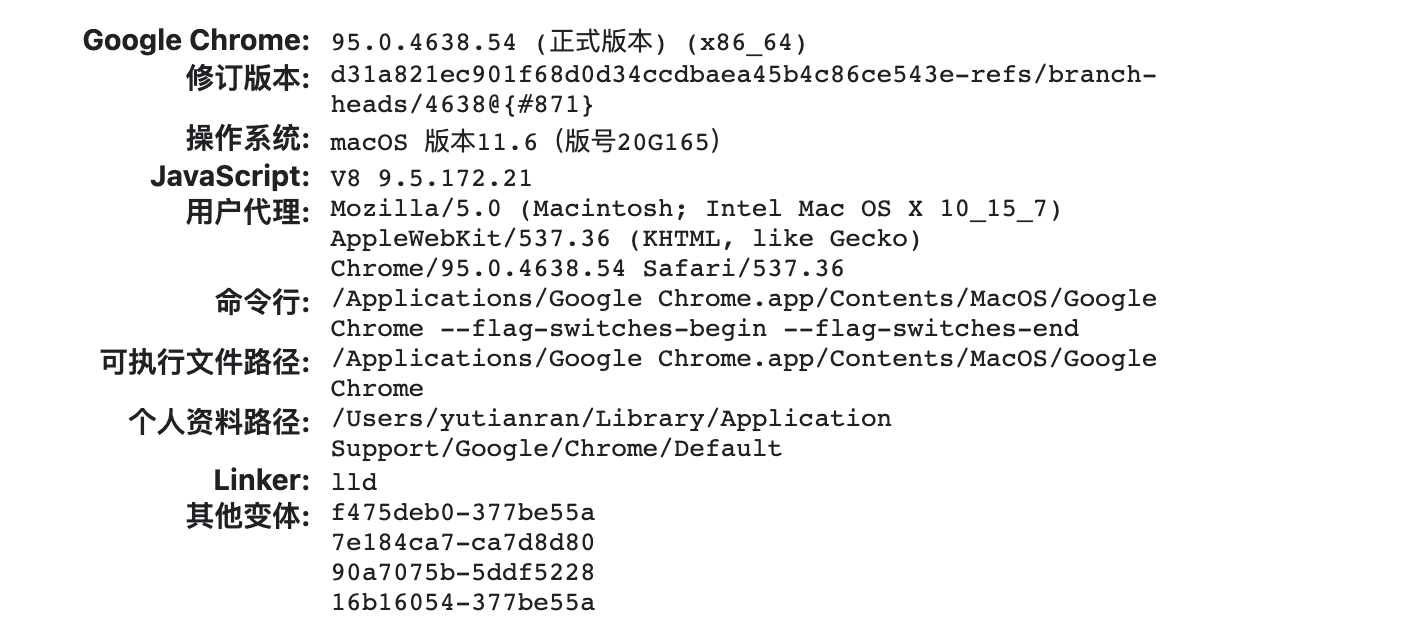 Google Chrome: 95.0.4638.54 (正式版本) (x86_64)
修订版本: d31a821ec901f68d0d34ccdbaea45b4c86ce543e-refs/branch-
heads/4638@{#871}
操作系统: macOS 版本11.6（版号20G165）
JavaScript: V8 9.5.172.21
用户代理: Mozilla/5.0 (Macintosh; Intel Mac OS X 10_15_7)
AppleWebKit/537.36 (KHTML, like Gecko)
Chrome/95.0.4638.54 Safari/537.36
命令行: /Applications/Google Chrome.app/Contents/MacOS/Google
Chrome --flag-switches-begin --flag-switches-end
可执行文件路径: /Applications/Google Chrome.app/Contents/MacOS/Google
Chrome
个人资料路径: /Users/yutianran/Library/Application
Support/Google/Chrome/Default
Linker: lld
其他变体: f475deb0-377be55a
7e184ca7-ca7d8d80
90a7075b-5ddf5228
16b16054-377be55a